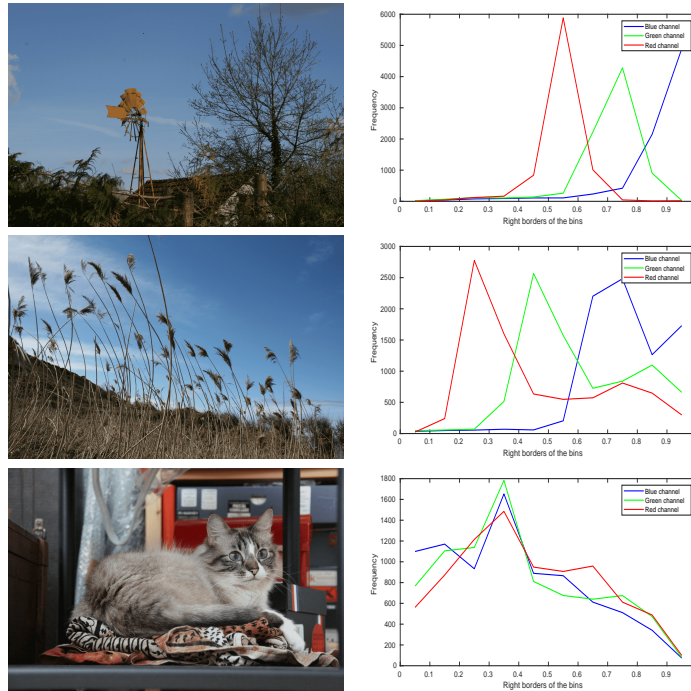 6000
5000
4000
3000
2000
1000
0
Frequency
Blue channel
Green channel
Red channel
0 0.1 0.2 0.3 0.4 0.5 0.6 0.7 0.8 0.9
Right borders of the bins
3000
2500
2000
1500
1000
500
0
Frequency
Blue channel
Green channel
Red channel
0 0.1 0.2 0.3 0.4 0.5 0.6 0.7 0.8 0.9
Right borders of the bins
1800
1600
1400
1200
1000
800
600
400
200
0
Frequency
Blue channel
Green channel
Red channel
0 0.1 0.2 0.3 0.4 0.5 0.6 0.7 0.8 0.9
Right borders of the bins